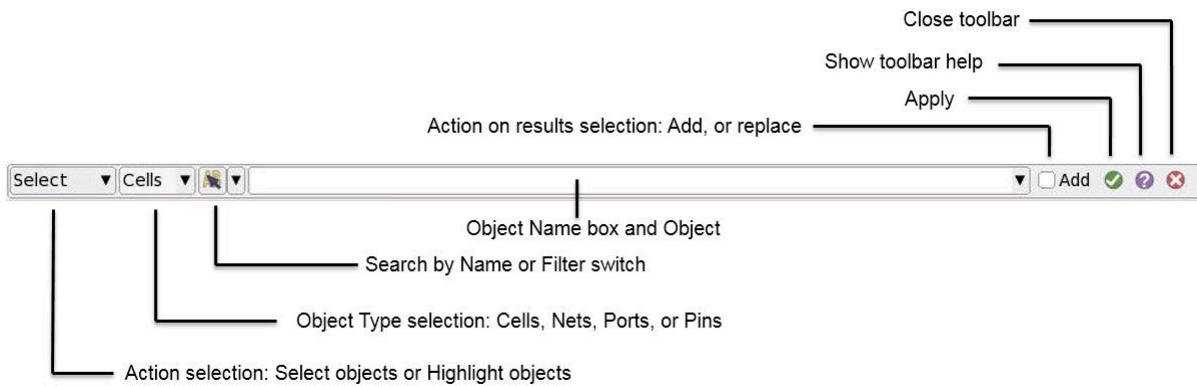 Close toolbar
Show toolbar help
Apply
Action on results selection: Add, or replace
Select Cells Add
Object Name box and Object
Search by Name or Filter switch
Object Type selection: Cells, Nets, Ports, or Pins
Action selection: Select objects or Highlight objects